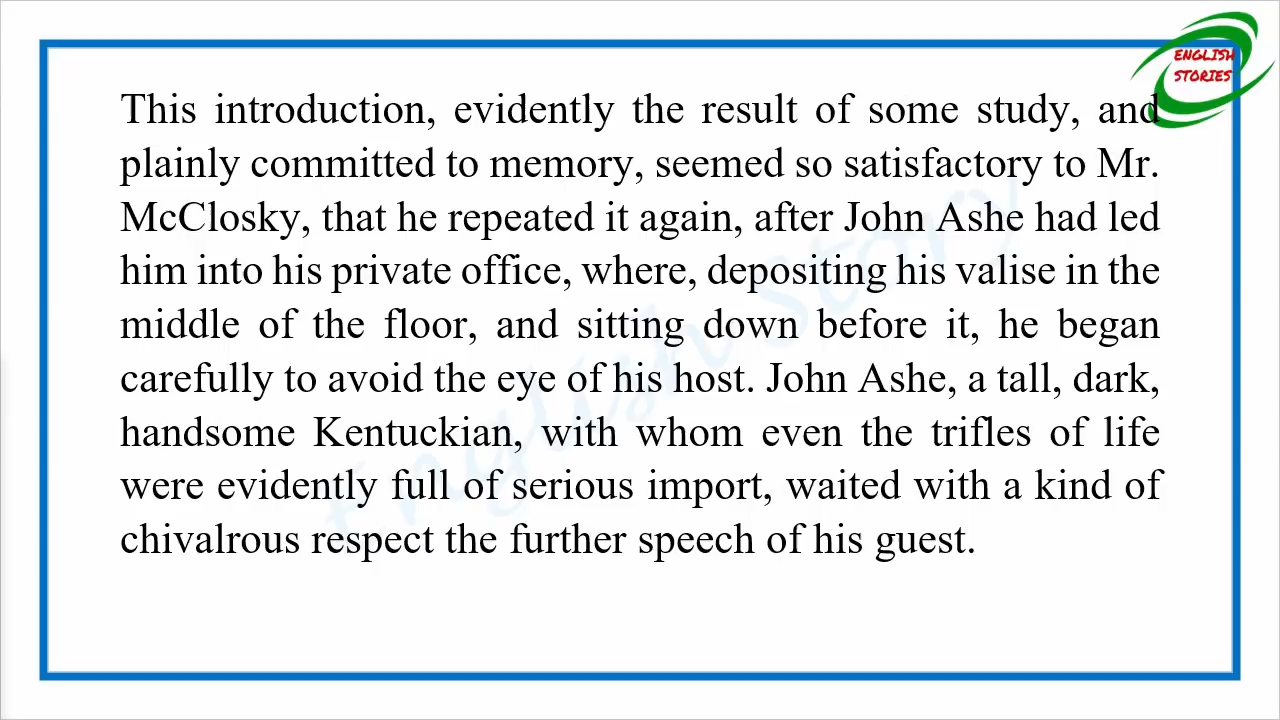 ENGLISH
STORIES
This introduction, evidently the result of some study, and
plainly committed to memory, seemed so satisfactory to Mr.
McClosky, that he repeated it again, after John Ashe had led
him into his private office, where, depositing his valise in the
middle of the floor, and sitting down before it, he began
carefully to avoid the eye of his host. John Ashe, a tall, dark,
handsome Kentuckian, with whom even the trifles of life
were evidently full of serious import, waited with a kind of
chivalrous respect the further speech of his guest.
English Story